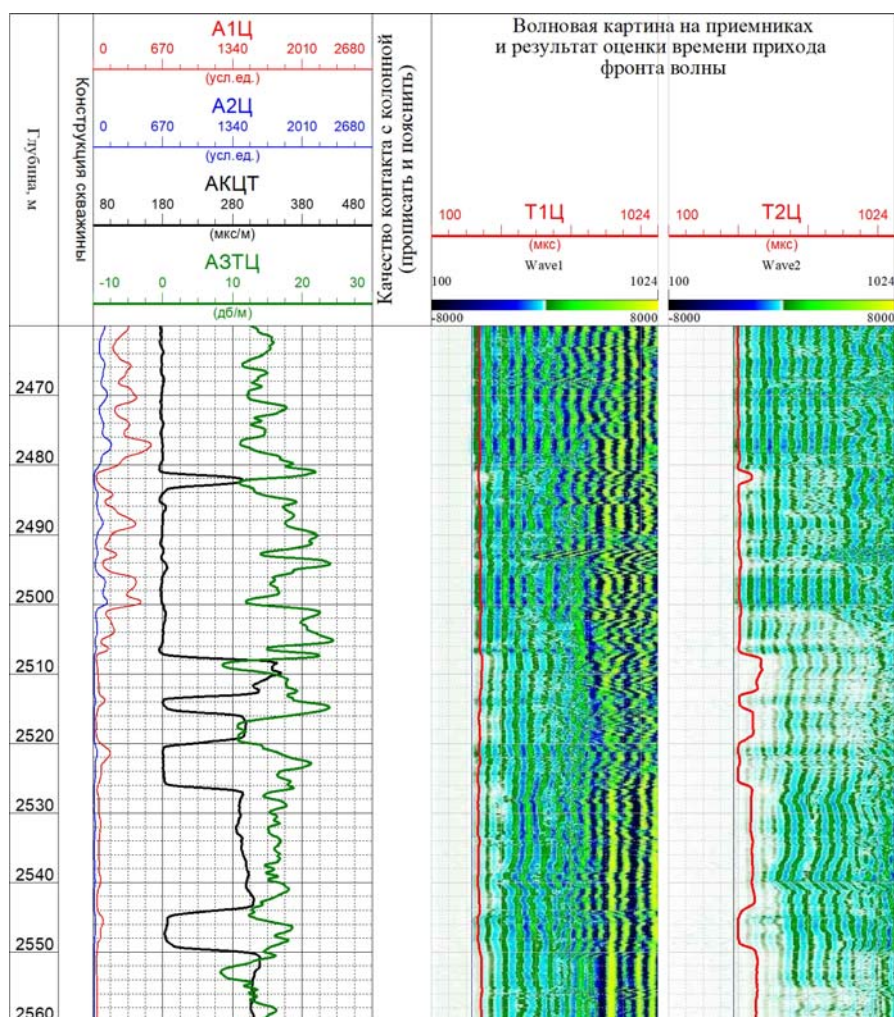 Глубина, м
Конструкция скважины
А1Ц
0 670 1340 2010 2680
(усл.ед.)
А2Ц
0 670 1340 2010 2680
(усл.ед.)
АКЦТ
80 180 280 380 480
(мкс/м)
АЗТЦ
-10 0 10 20 30
(дб/м)
Качество контакта с колонной
(прописать и пояснить)
Волновая картина на приемниках
и результат оценки времени прихода
фронта волны
Т1Ц
100 1024
(мкс)
Wave1
100 1024
-8000 8000
Т2Ц
100 1024
(мкс)
Wave2
100 1024
-8000 8000
2470
2480
2490
2500
2510
2520
2530
2540
2550
2560